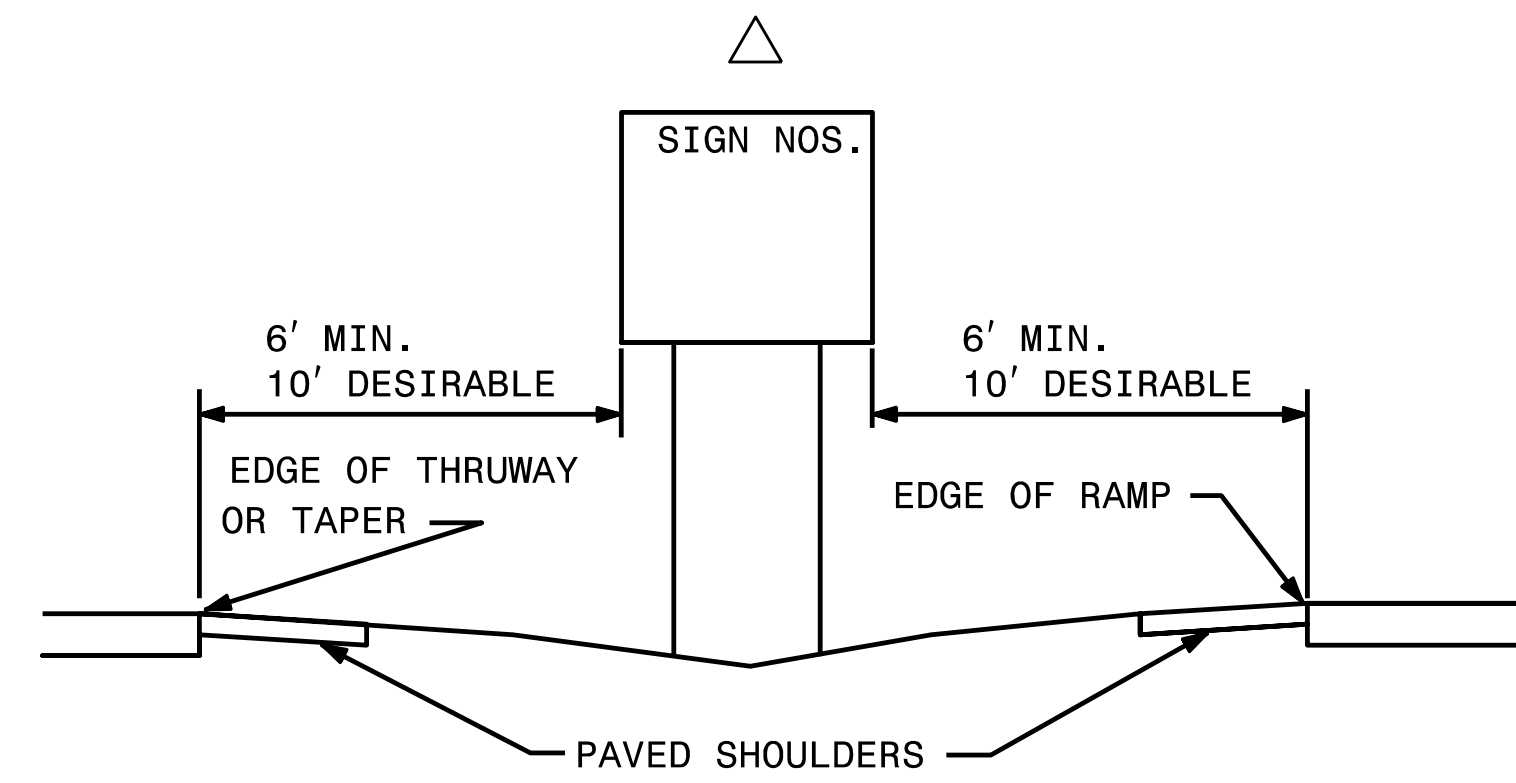 SIGN NOS.
6' MIN.
10' DESIRABLE
6' MIN.
10' DESIRABLE
EDGE OF THRUWAY
OR TAPER
EDGE OF RAMP
PAVED SHOULDERS